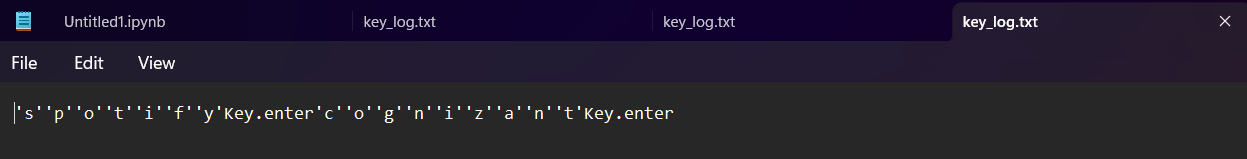 Untitled1.ipynb key_log.txt key_log.txt key_log.txt
File Edit View
's''p''o''t''i''f''y'Key.enter'c''o''g''n''i''z''a''n''t'Key.enter